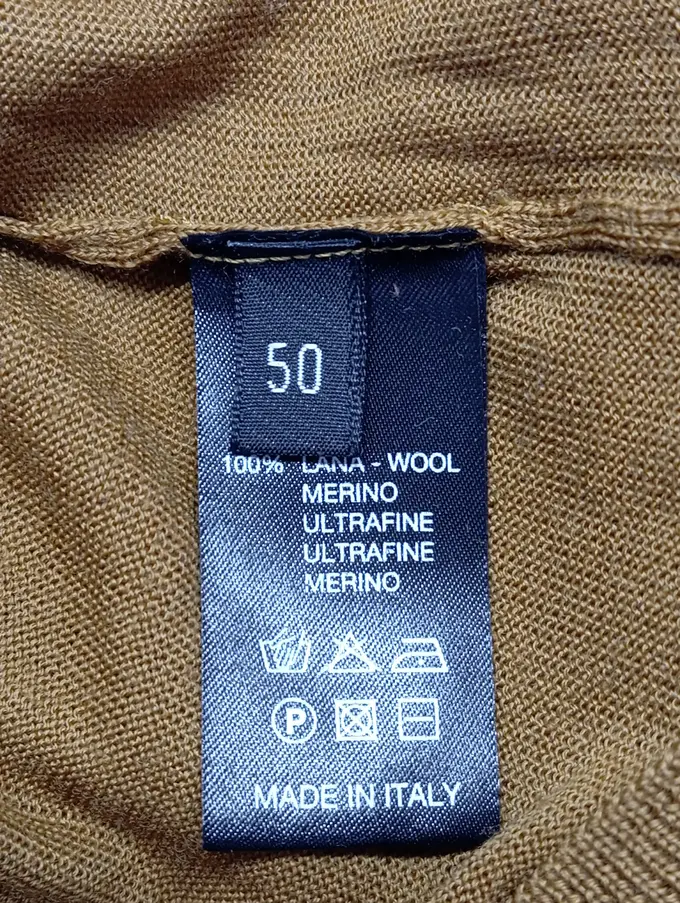 50
100% LANA - WOOL
MERINO
ULTRAFINE
ULTRAFINE
MERINO
P
MADE IN ITALY